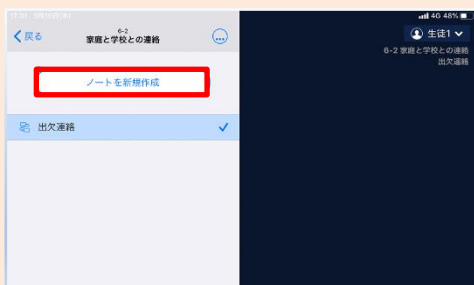 4G 48%
戻る
6-2
家庭と学校との連絡
生徒1
6-2 家庭と学校との連絡
出欠連絡
ノートを新規作成
出欠連絡